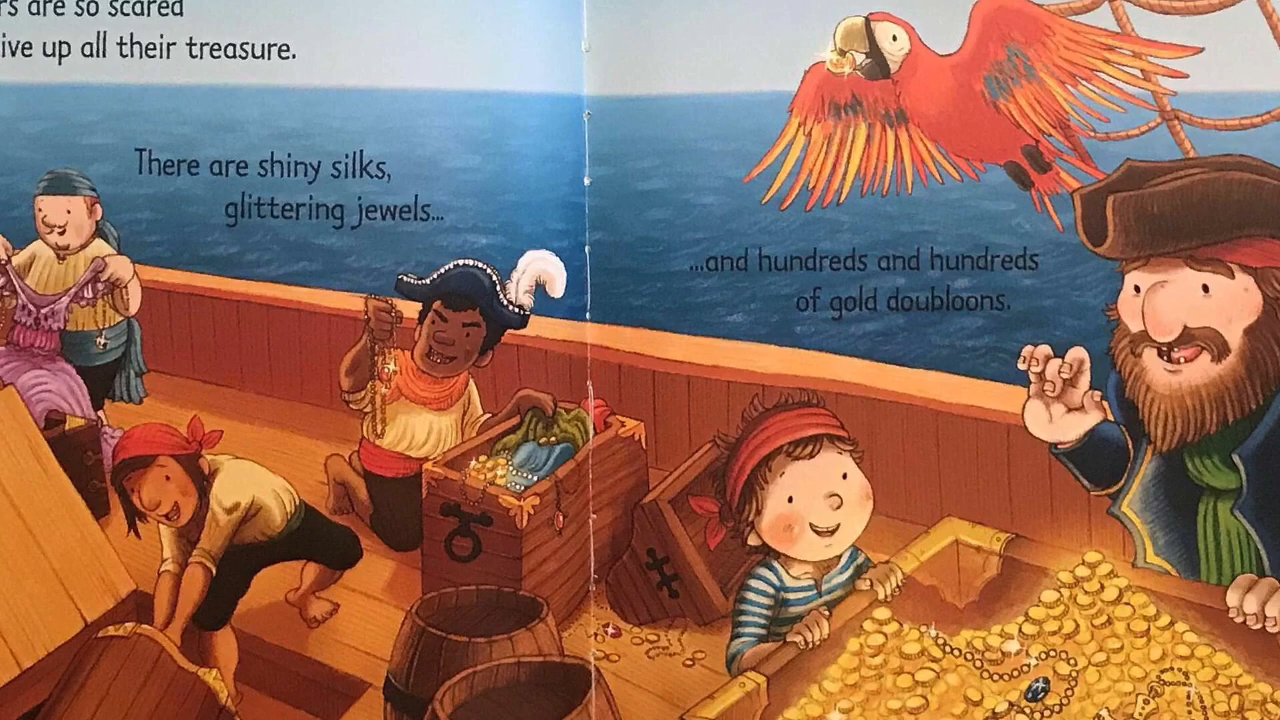 are so scared
up all their treasure.
There are shiny silks,
glittering jewels...
...and hundreds and hundreds
of gold doubloons.